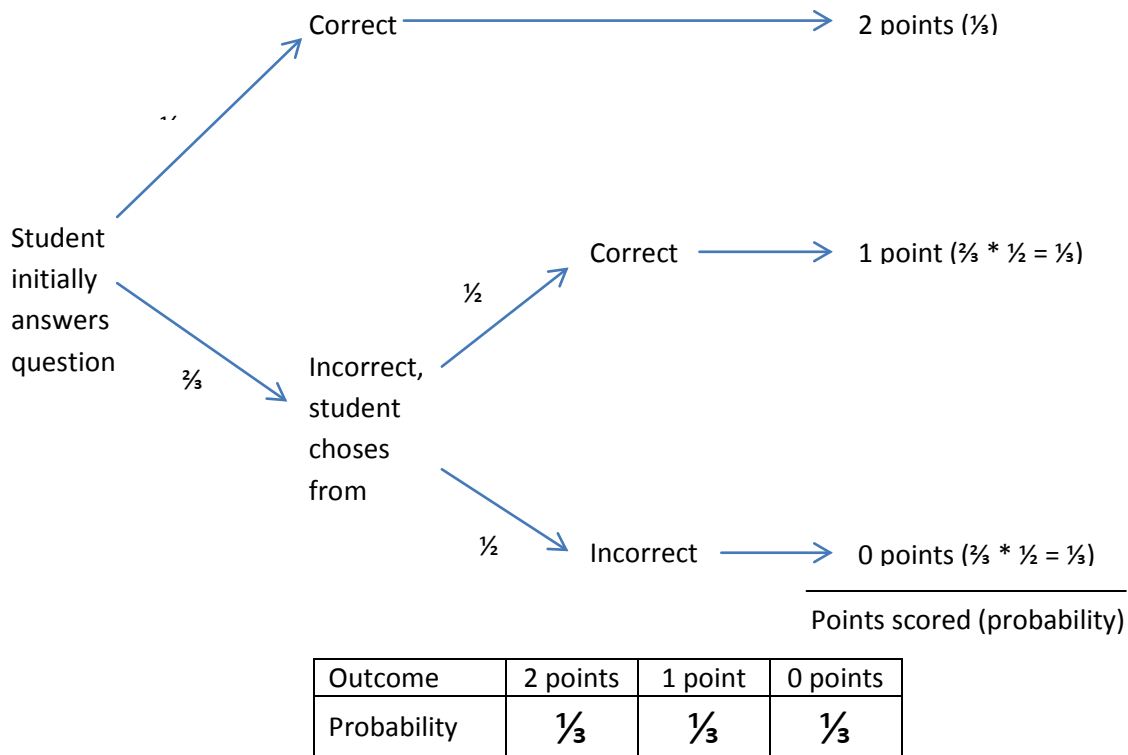 Correct
2 points (⅓)
Student
initially
answers
question
⅔
Correct
1 point (⅔ * ½ = ⅓)
½
Incorrect,
student
choses
from
½
Incorrect
0 points (⅔ * ½ = ⅓)
Points scored (probability)
Outcome 2 points 1 point 0 points
Probability ⅓ ⅓ ⅓